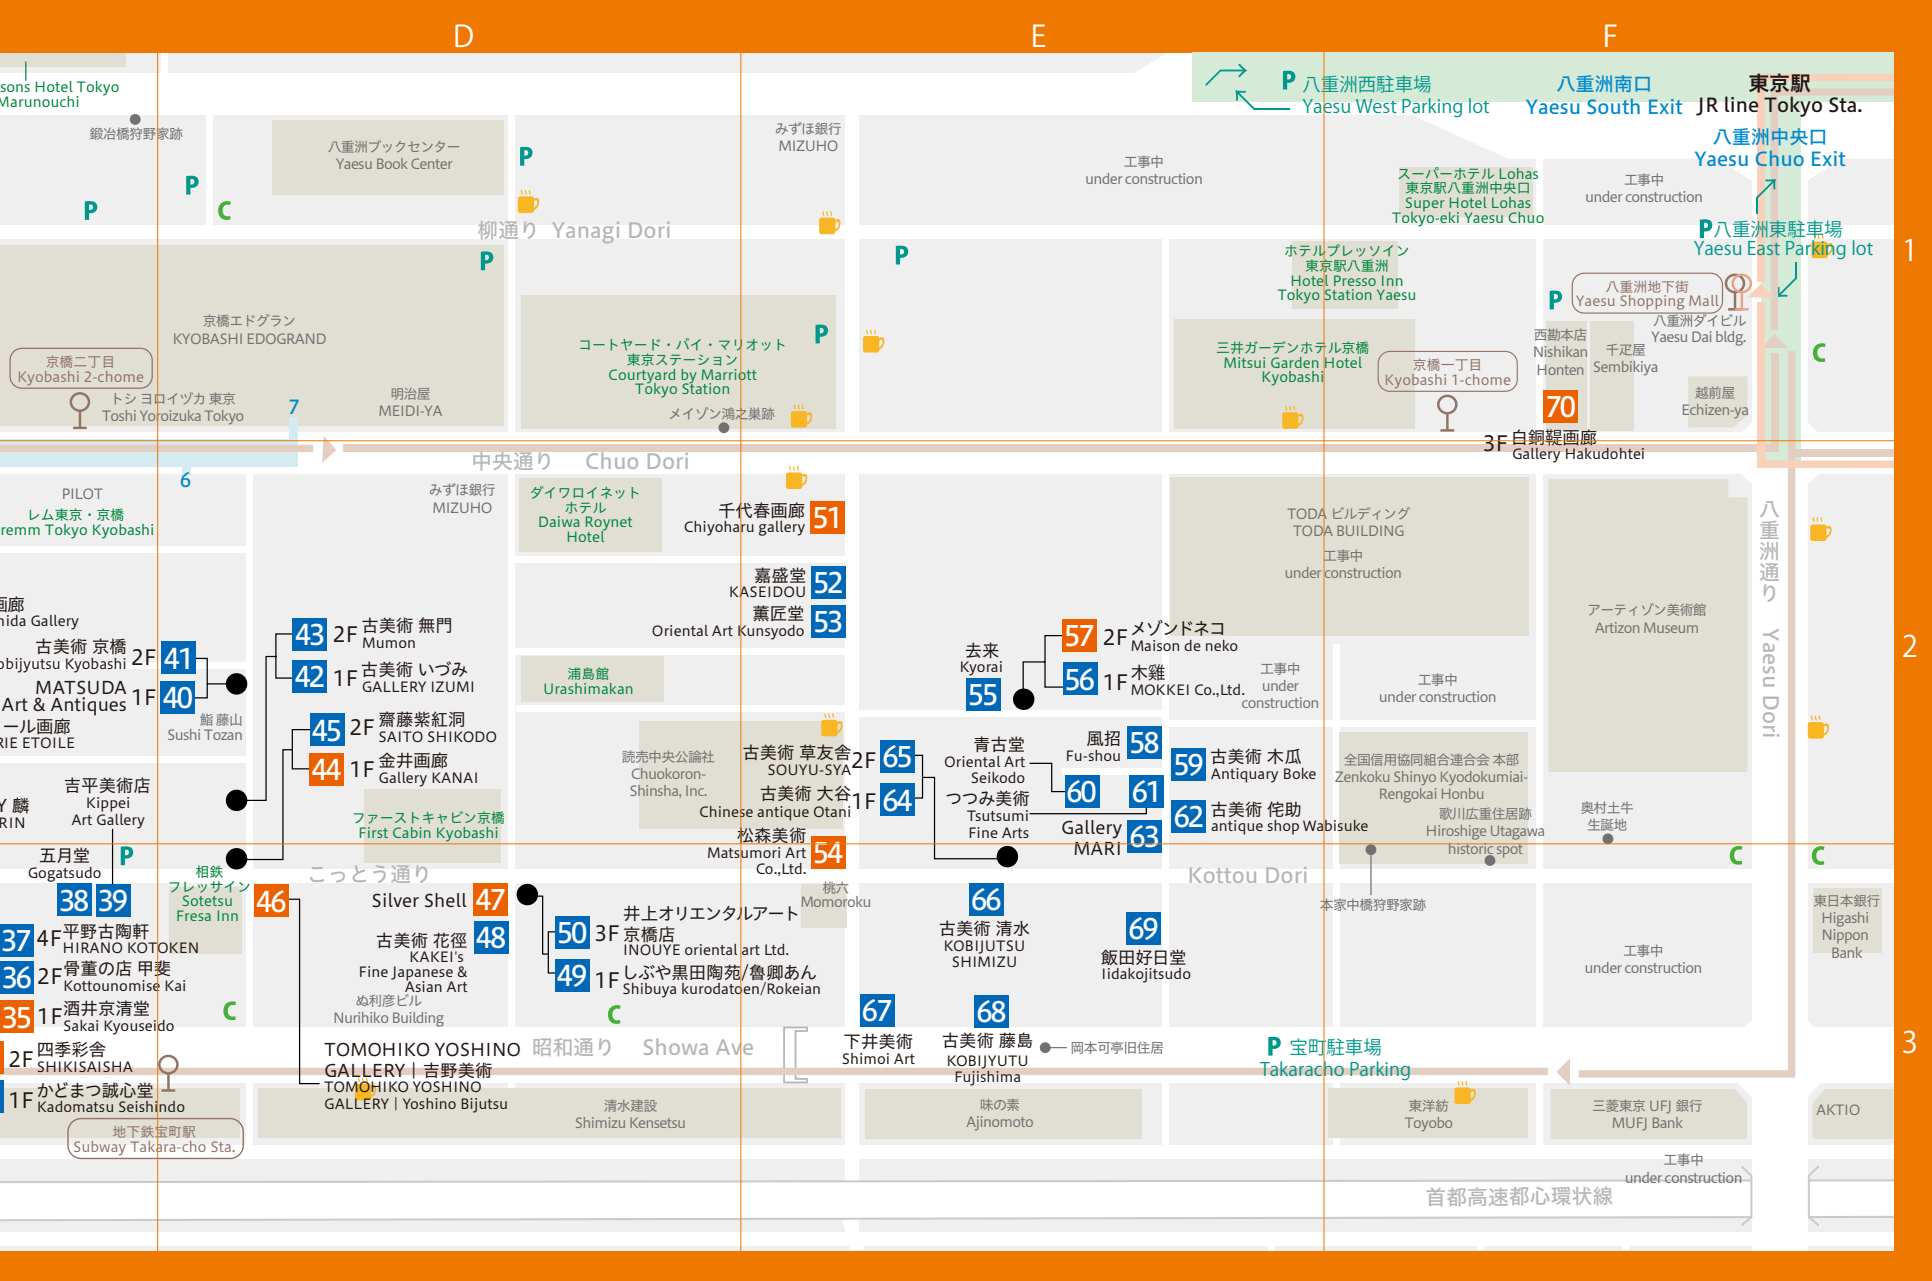 D
E
F
1
2
3
sons Hotel Tokyo
Marunouchi
鍛冶橋狩野家跡
P
P
C
八重洲ブックセンター
Yaesu Book Center
P
みずほ銀行
MIZUHO
柳通り Yanagi Dori
工事中
under construction
P 八重洲西駐車場
Yaesu West Parking lot
八重洲南口
Yaesu South Exit
東京駅
JR line Tokyo Sta.
八重洲中央口
Yaesu Chuo Exit
スーパーホテル Lohas
東京駅八重洲中央口
Super Hotel Lohas
Tokyo-eki Yaesu Chuo
工事中
under construction
P 八重洲東駐車場
Yaesu East Parking lot
京橋エドグラン
KYOBASHI EDOGRAND
P
京橋二丁目
Kyobashi 2-chome
トシ ヨロイヅカ 東京
Toshi Yoroizuka Tokyo
7
明治屋
MEIDI-YA
コートヤード・バイ・マリオット
東京ステーション
Courtyard by Marriott
Tokyo Station
P
メイゾン鴻之巣跡
P
ホテルプレッソイン
東京駅八重洲
Hotel Presso Inn
Tokyo Station Yaesu
三井ガーデンホテル京橋
Mitsui Garden Hotel
Kyobashi
京橋一丁目
Kyobashi 1-chome
P
八重洲地下街
Yaesu Shopping Mall
八重洲ダイビル
Yaesu Dai bldg.
西勘本店
Nishikan
Honten
千疋屋
Sembikiya
越前屋
Echizen-ya
C
70
3F 白銅鞮画廊
Gallery Hakudohtei
中央通り Chuo Dori
6
PILOT
レム東京・京橋
remm Tokyo Kyobashi
みずほ銀行
MIZUHO
ダイワロイネット
ホテル
Daiwa Roynet
Hotel
千代春画廊
Chiyoharu gallery
51
嘉盛堂
KASEIDOU
52
薫匠堂
Oriental Art Kunsyodo
53
浦島館
Urashimakan
TODA ビルディング
TODA BUILDING
工事中
under construction
アーティゾン美術館
Artizon Museum
八重洲通り Yaesu Dori
画廊
hida Gallery
古美術 京橋
obijyutsu Kyobashi
2F 41
MATSUDA
Art & Antiques
1F 40
ール画廊
RIE ETOILE
鮨 藤山
Sushi Tozan
43 2F 古美術 無門
Mumon
42 1F 古美術 いづみ
GALLERY IZUMI
45 2F 齋藤紫紅洞
SAITO SHIKODO
44 1F 金井画廊
Gallery KANAI
ファーストキャビン京橋
First Cabin Kyobashi
去来
Kyorai
55
57 2F メゾンドネコ
Maison de neko
56 1F 木雞
MOKKEI Co.,Ltd.
工事中
under
construction
工事中
under construction
読売中央公論社
Chuokoron-
Shinsha, Inc.
古美術 草友舎
SOUYU-SYA
2F 65
古美術 大谷
Chinese antique Otani
1F 64
松森美術
Matsumori Art
Co.,Ltd.
54
青古堂
Oriental Art
Seikodo
つつみ美術
Tsutsumi
Fine Arts
風招
Fu-shou
58
60
61
Gallery
MARI
63
59 古美術 木瓜
Antiquary Boke
62 古美術 侘助
antique shop Wabisuke
全国信用協同組合連合会 本部
Zenkoku Shinyo Kyodokumiai-
Rengokai Honbu
歌川広重住居跡
Hiroshige Utagawa
historic spot
奥村土牛
生誕地
C
C
Y 麟
RIN
吉平美術店
Kippei
Art Gallery
五月堂
Gogatsudo
P
38
39
相鉄
フレッサイン
Sotetsu
Fresa Inn
こっとう通り
Kottou Dori
37 4F 平野古陶軒
HIRANO KOTOKEN
36 2F 骨董の店 甲斐
Kottounomise Kai
35 1F 酒井京清堂
Sakai Kyouseido
2F 四季彩舎
SHIKISAISHA
1F かどまつ誠心堂
Kadomatsu Seishindo
C
46
Silver Shell
47
古美術 花徑
KAKEI's
Fine Japanese &
Asian Art
48
ぬ利彦ビル
Nurihiko Building
50 3F 井上オリエンタルアート
京橋店
INOUYE oriental art Ltd.
49 1F しぶや黒田陶苑/魯卿あん
Shibuya kurodatoen/Rokeian
C
桃六
Momoroku
66
古美術 清水
KOBIJUTSU
SHIMIZU
69
飯田好日堂
Iidakojitsudo
本家中橋狩野家跡
工事中
under construction
東日本銀行
Higashi
Nippon
Bank
67
下井美術
Shimoi Art
68
古美術 藤島
KOBIJYUTU
Fujishima
岡本可亭旧住居
P 宝町駐車場
Takaracho Parking
TOMOHIKO YOSHINO
GALLERY | 吉野美術
TOMOHIKO YOSHINO
GALLERY | Yoshino Bijutsu
昭和通り Showa Ave
地下鉄宝町駅
Subway Takara-cho Sta.
清水建設
Shimizu Kensetsu
味の素
Ajinomoto
東洋紡
Toyobo
三菱東京 UFJ 銀行
MUFJ Bank
AKTIO
工事中
under construction
首都高速都心環状線